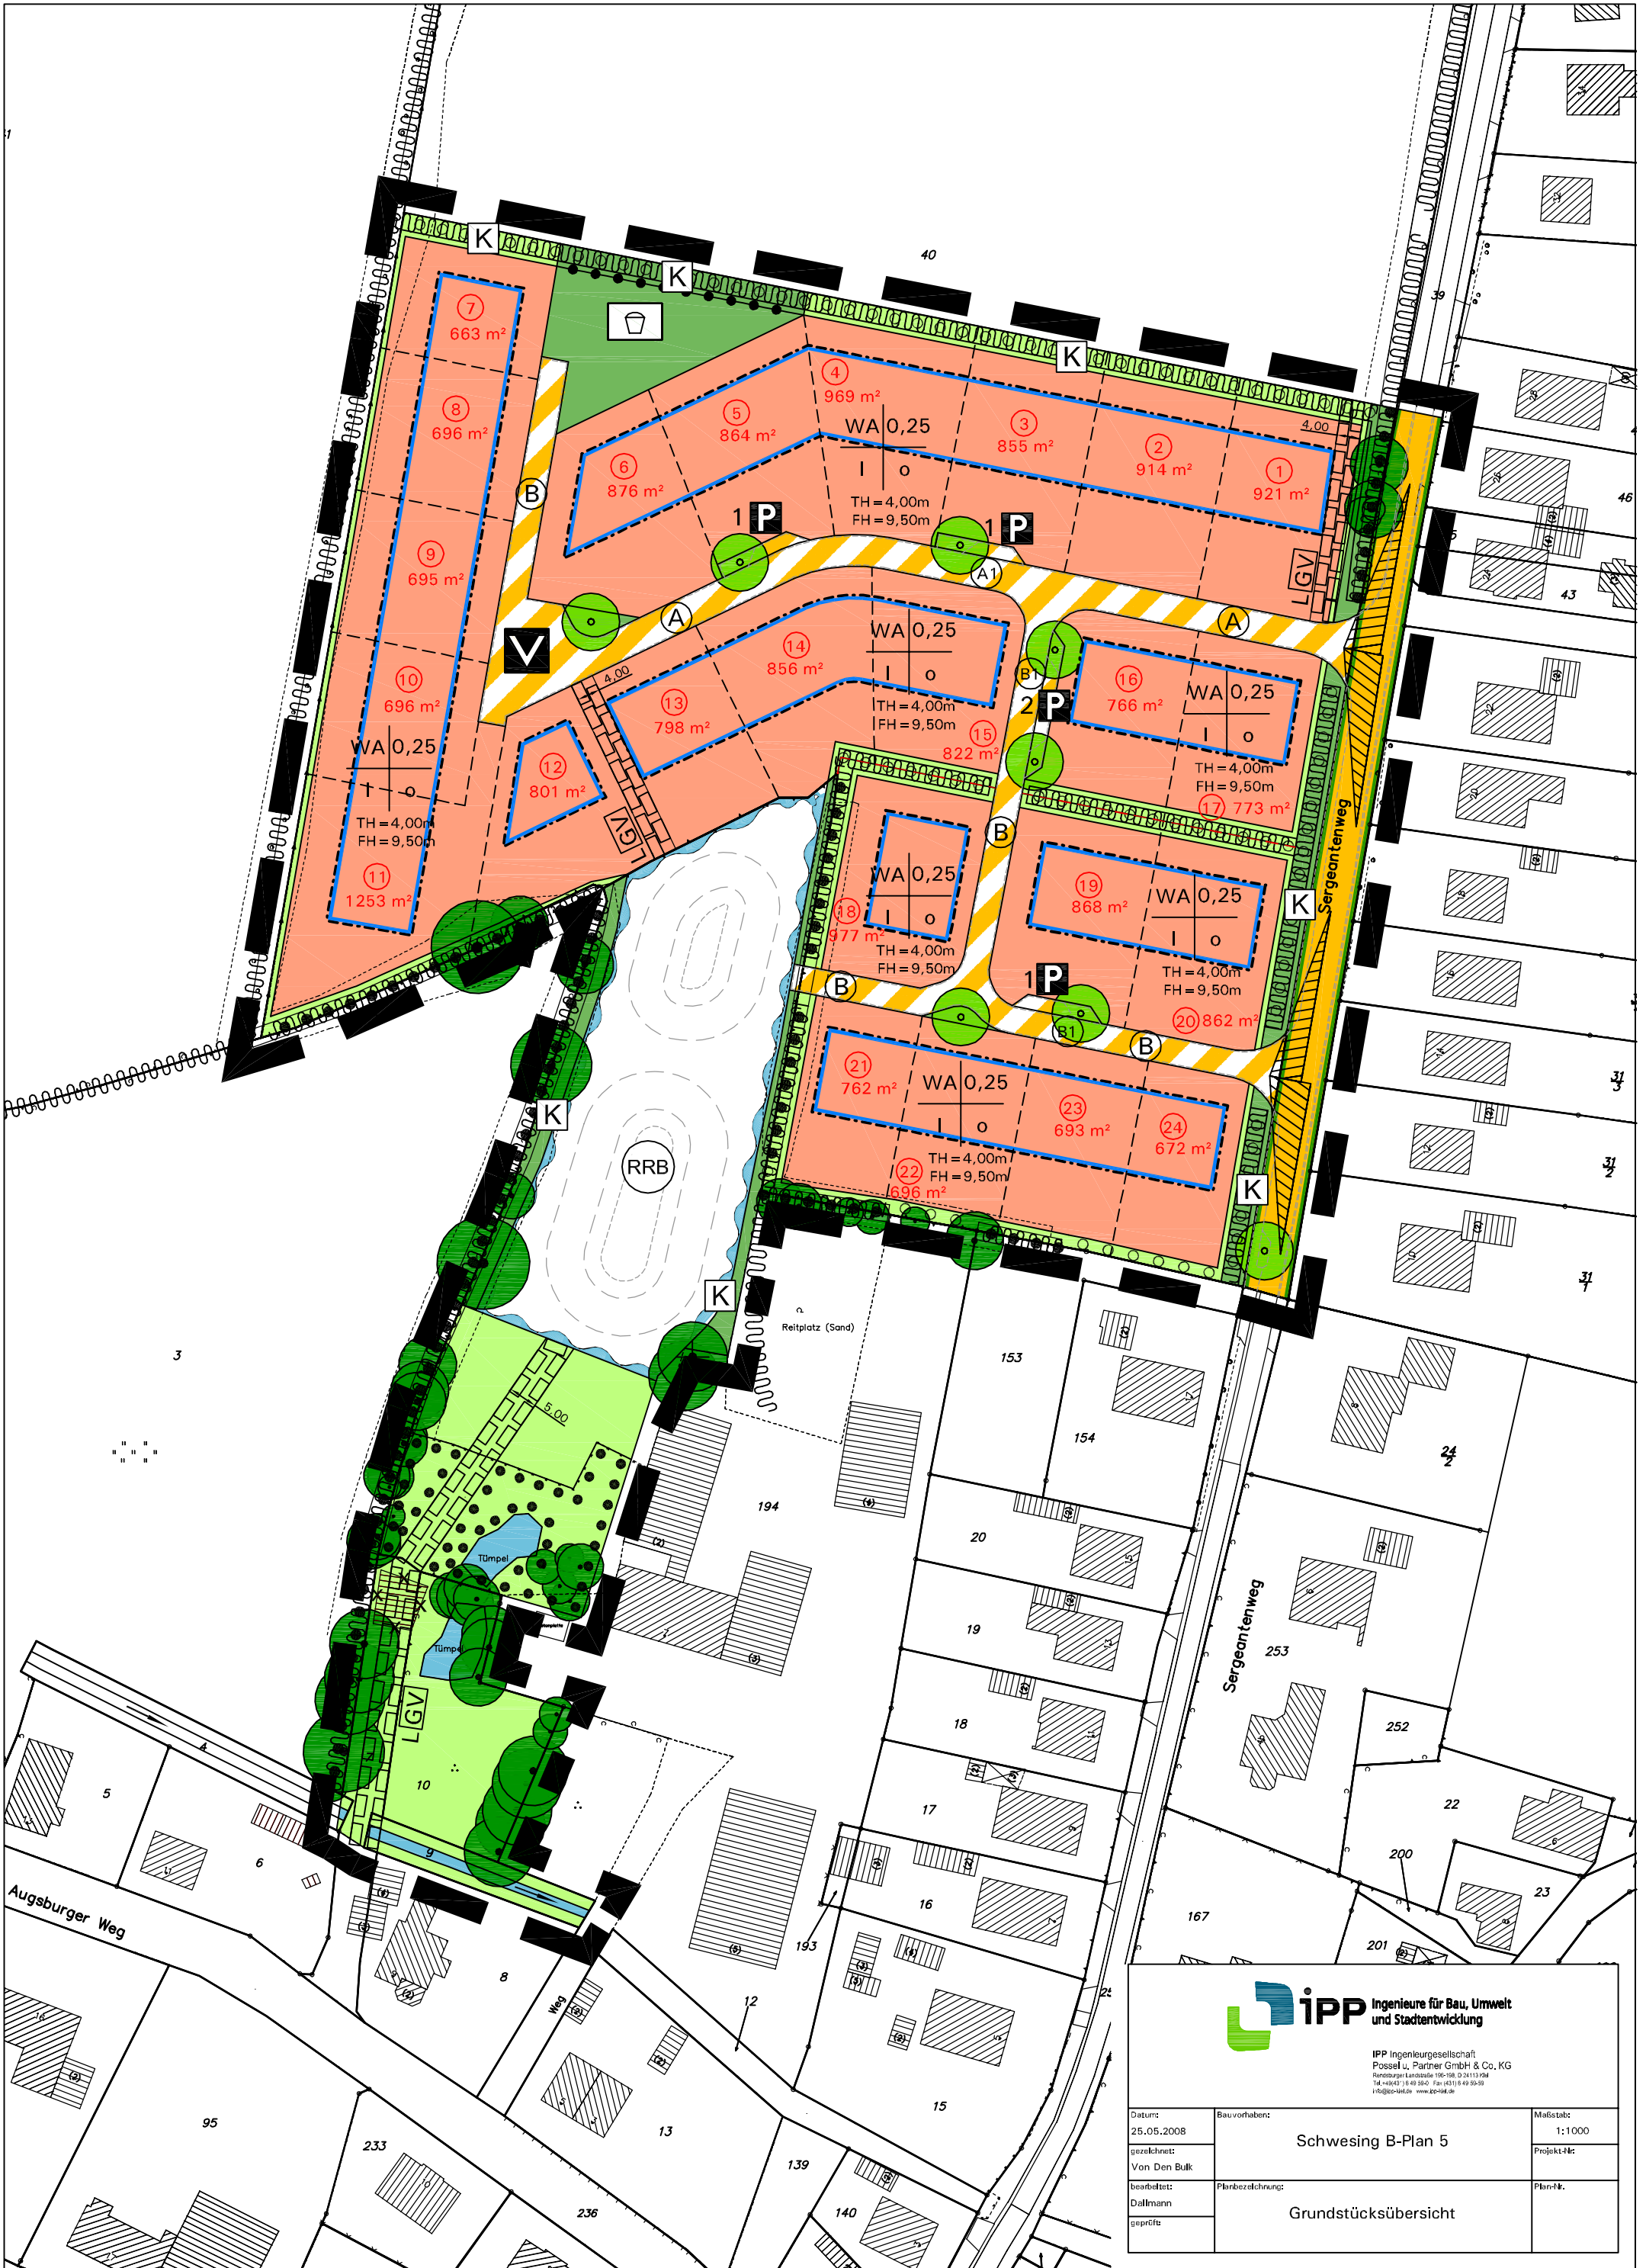 40
39
K
K
K
7
663 m²
8
696 m²
9
695 m²
10
696 m²
WA 0,25
I o
TH=4,00m
FH=9,50m
11
1253 m²
4
969 m²
5
864 m²
6
876 m²
WA 0,25
I o
TH=4,00m
FH=9,50m
3
855 m²
2
914 m²
1
921 m²
4,00
LGV
46
43
B
1 P
1 P
A1
A
A
V
4,00
14
856 m²
13
798 m²
WA 0,25
I o
TH=4,00m
FH=9,50m
15
822 m²
B1
2 P
16
766 m²
WA 0,25
I o
TH=4,00m
FH=9,50m
17 773 m²
12
801 m²
LGV
B
WA 0,25
I o
18
977 m²
TH=4,00m
FH=9,50m
19
868 m²
WA 0,25
I o
TH=4,00m
FH=9,50m
20 862 m²
K
Sergeantenweg
B
1 P
B1
B
21
762 m²
WA 0,25
I o
TH=4,00m
FH=9,50m
22
696 m²
23
693 m²
24
672 m²
K
K
RRB
K
31/3
31/2
31/1
Reitplatz (Sand)
3
153
154
24/2
5,00
194
Tümpel
Tümpel
20
19
18
17
16
15
Sergeantenweg
253
252
22
200
23
201
167
LGV
10
4
5
6
9
8
Weg
12
193
13
Augsburger Weg
95
233
236
139
140
iPP Ingenieure für Bau, Umwelt
und Stadtentwicklung
IPP Ingenieurgesellschaft
Possel u. Partner GmbH & Co. KG
Datum:
25.05.2008
Bauvorhaben:
Schwesing B-Plan 5
Maßstab:
1:1000
gezeichnet:
Von Den Bulk
Projekt-Nr.:
bearbeitet:
Dallmann
Planbezeichnung:
Grundstücksübersicht
Plan-Nr.
geprüft: